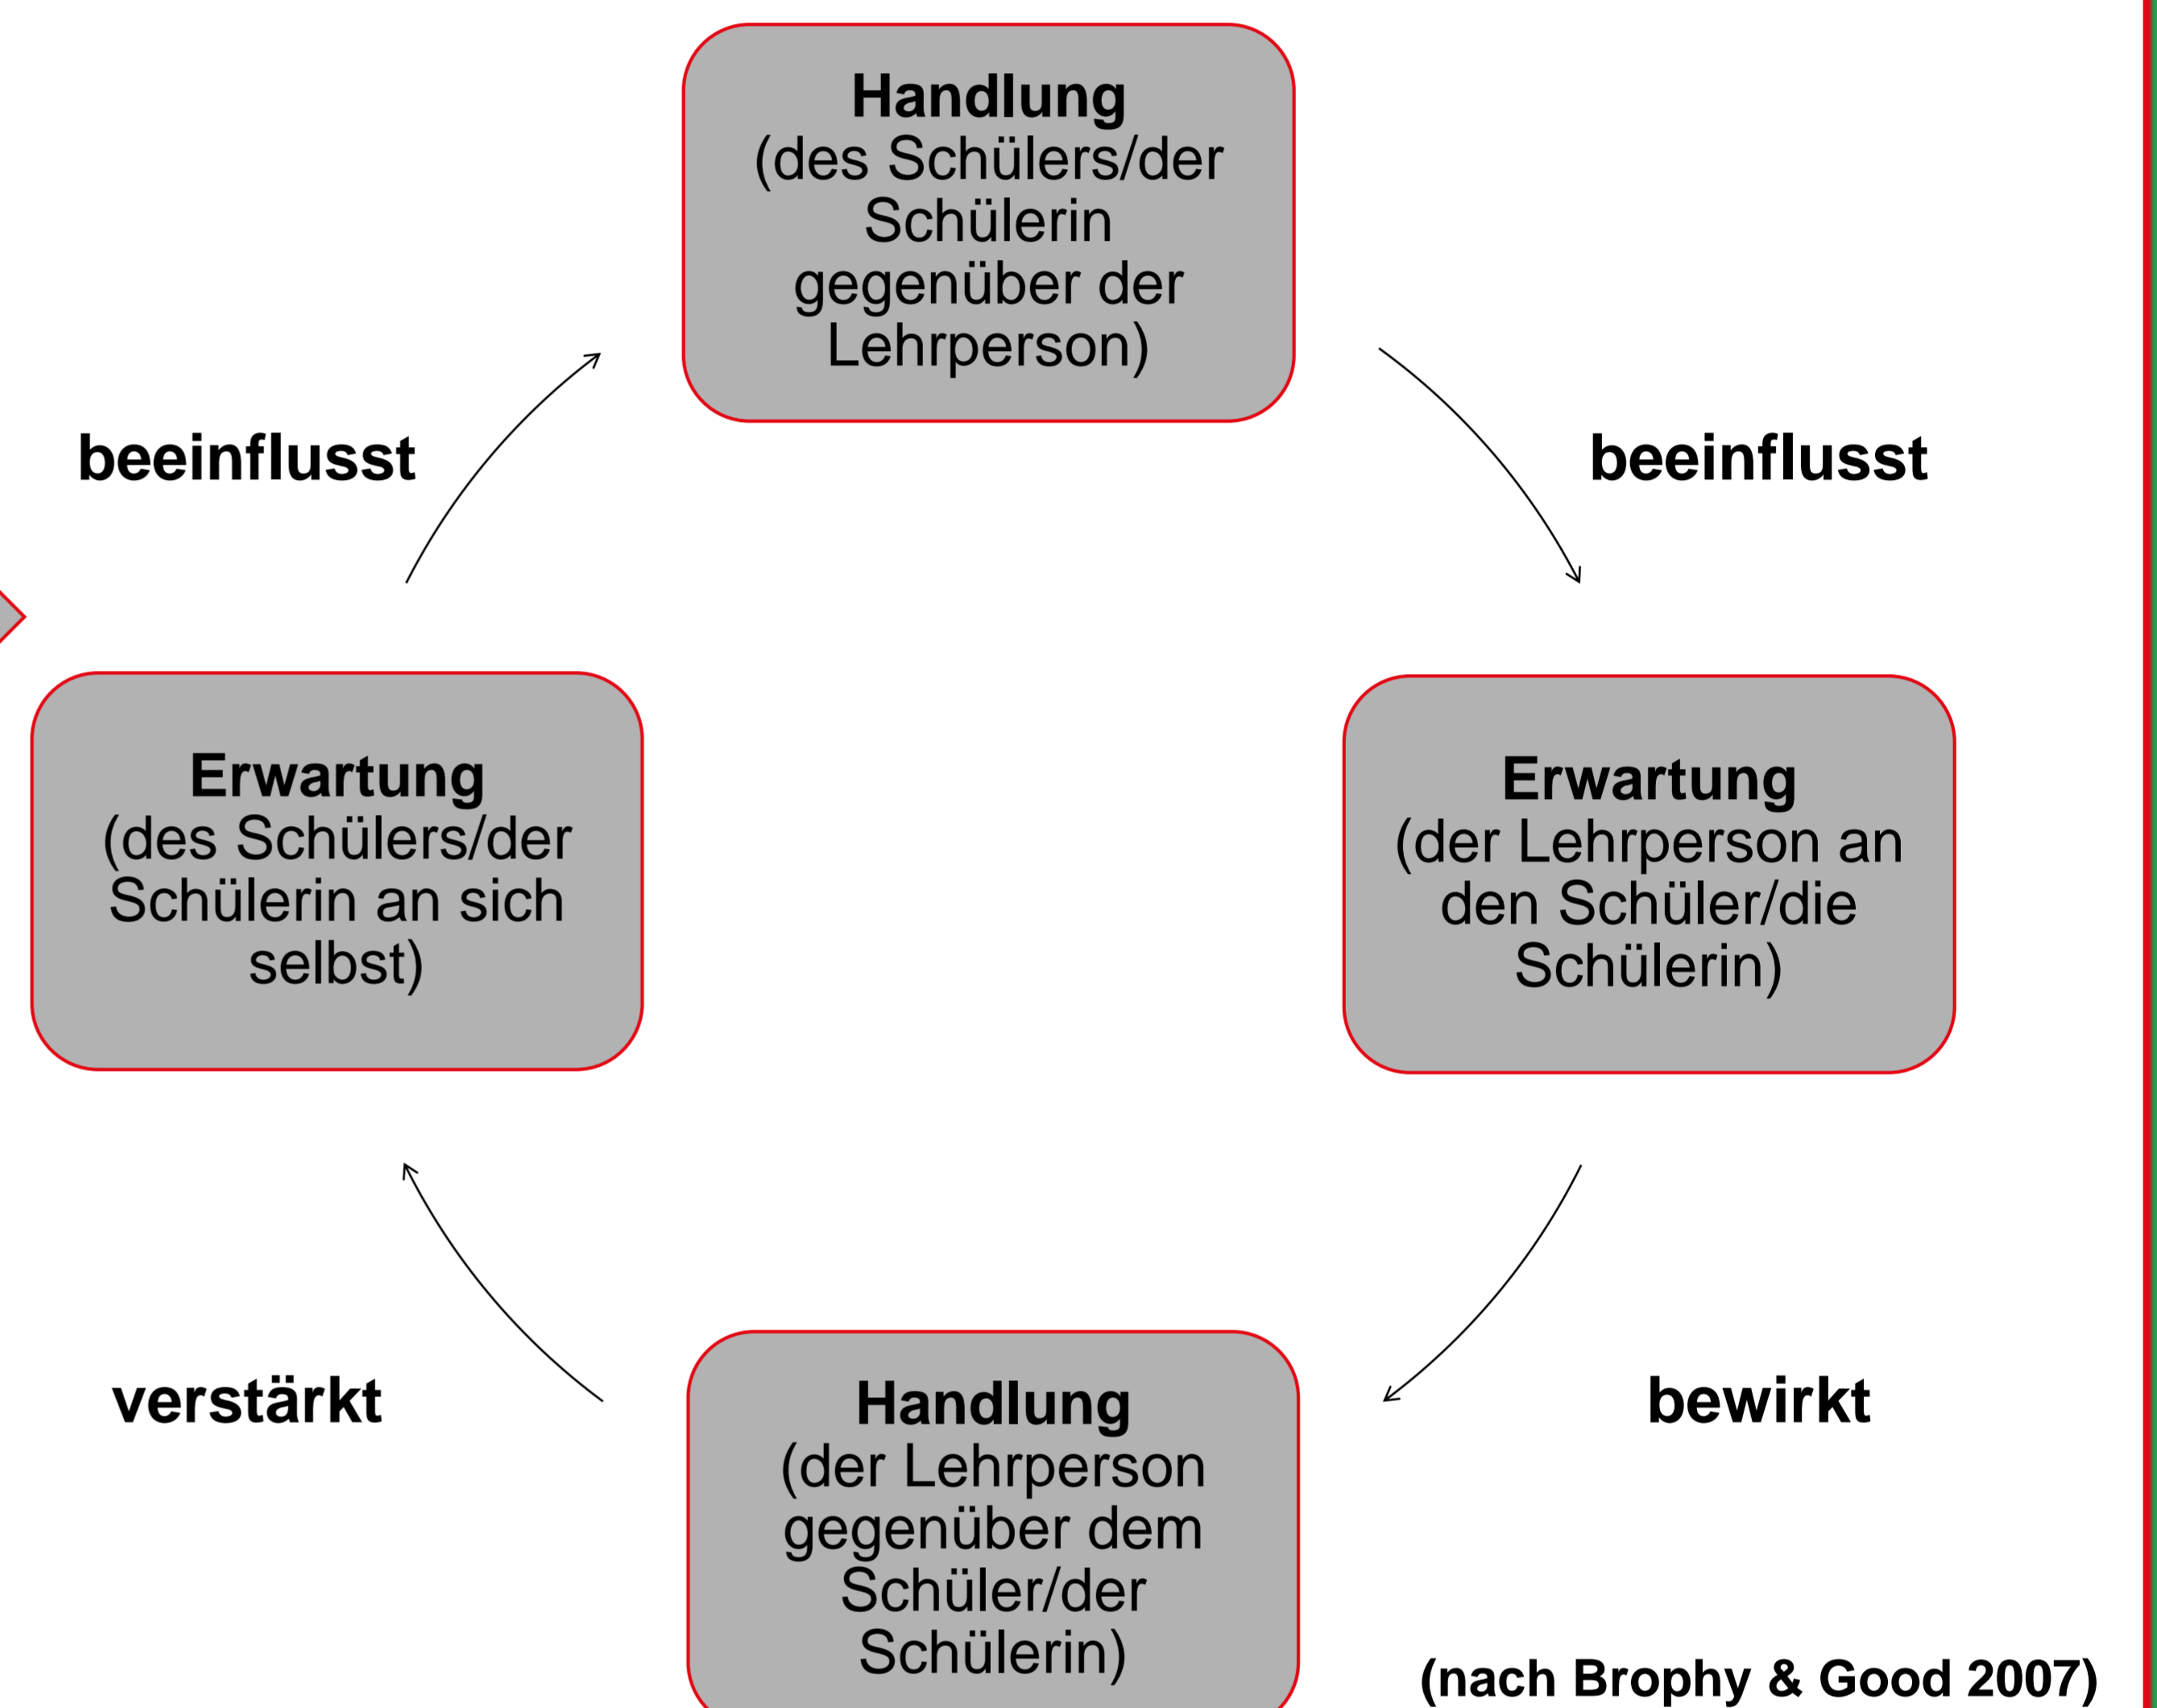 Handlung
(des Schülers/der
Schülerin
gegenüber der
Lehrperson)
beeinflusst
beeinflusst
Erwartung
(des Schülers/der
Schülerin an sich
selbst)
Erwartung
(der Lehrperson an
den Schüler/die
Schülerin)
verstärkt
bewirkt
Handlung
(der Lehrperson
gegenüber dem
Schüler/der
Schülerin)
(nach Brophy & Good 2007)